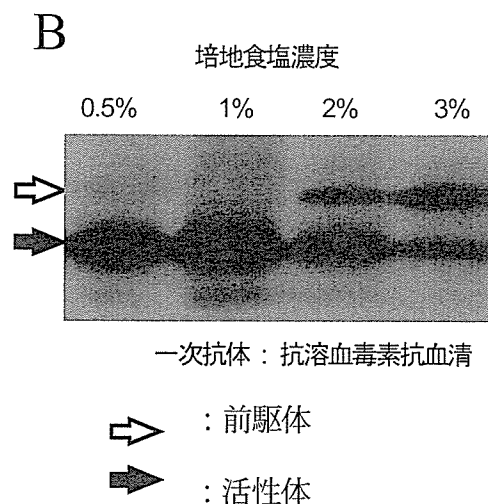 B
培地食塩濃度
0.5% 1% 2% 3%
一次抗体 : 抗溶血毒素抗血清
: 前駆体
: 活性体